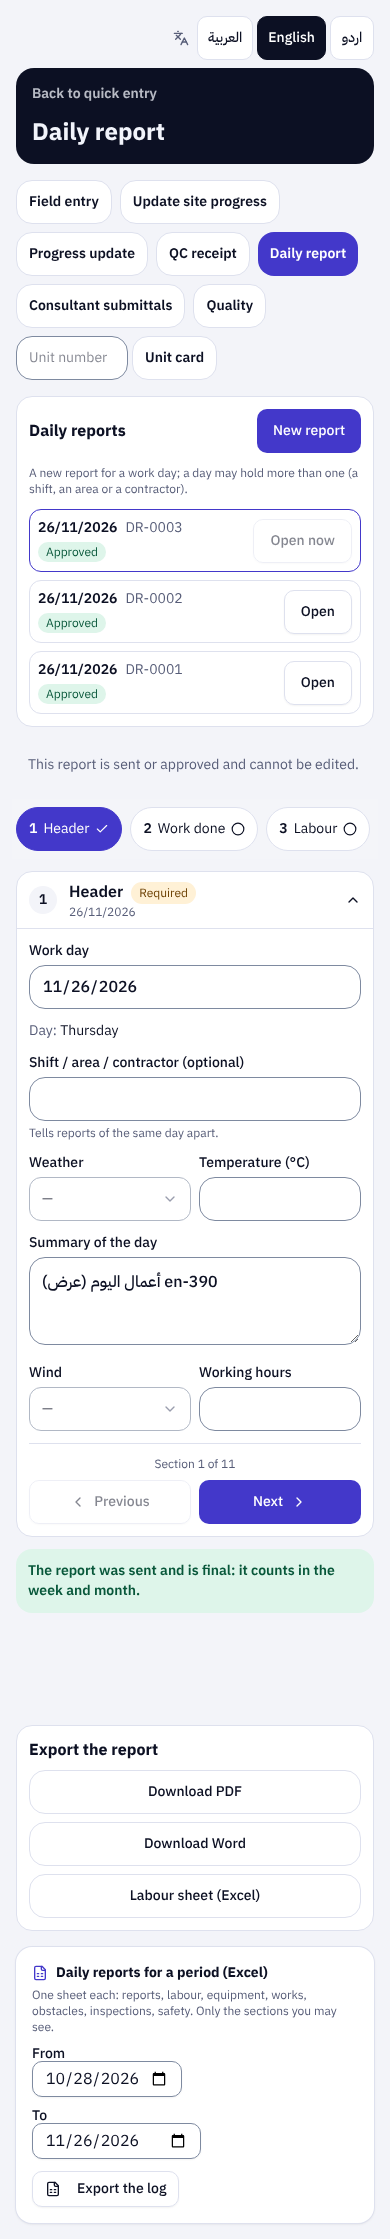 العربية
English
اردو
Back to quick entry
Daily report
Field entry
Update site progress
Progress update
QC receipt
Daily report
Consultant submittals
Quality
Unit number
Unit card
Daily reports
New report
A new report for a work day; a day may hold more than one (a
shift, an area or a contractor).
26/11/2026 DR-0003
Approved
Open now
26/11/2026 DR-0002
Approved
Open
26/11/2026 DR-0001
Approved
Open
This report is sent or approved and cannot be edited.
1 Header
2 Work done
3 Labour
1
Header Required
26/11/2026
Work day
11/26/2026
Day: Thursday
Shift / area / contractor (optional)
Tells reports of the same day apart.
Weather
Temperature (°C)
—
Summary of the day
أعمال اليوم (عرض) en-390
Wind
Working hours
—
Section 1 of 11
Previous
Next
The report was sent and is final: it counts in the
week and month.
Export the report
Download PDF
Download Word
Labour sheet (Excel)
Daily reports for a period (Excel)
One sheet each: reports, labour, equipment, works,
obstacles, inspections, safety. Only the sections you may
see.
From
10/28/2026
To
11/26/2026
Export the log